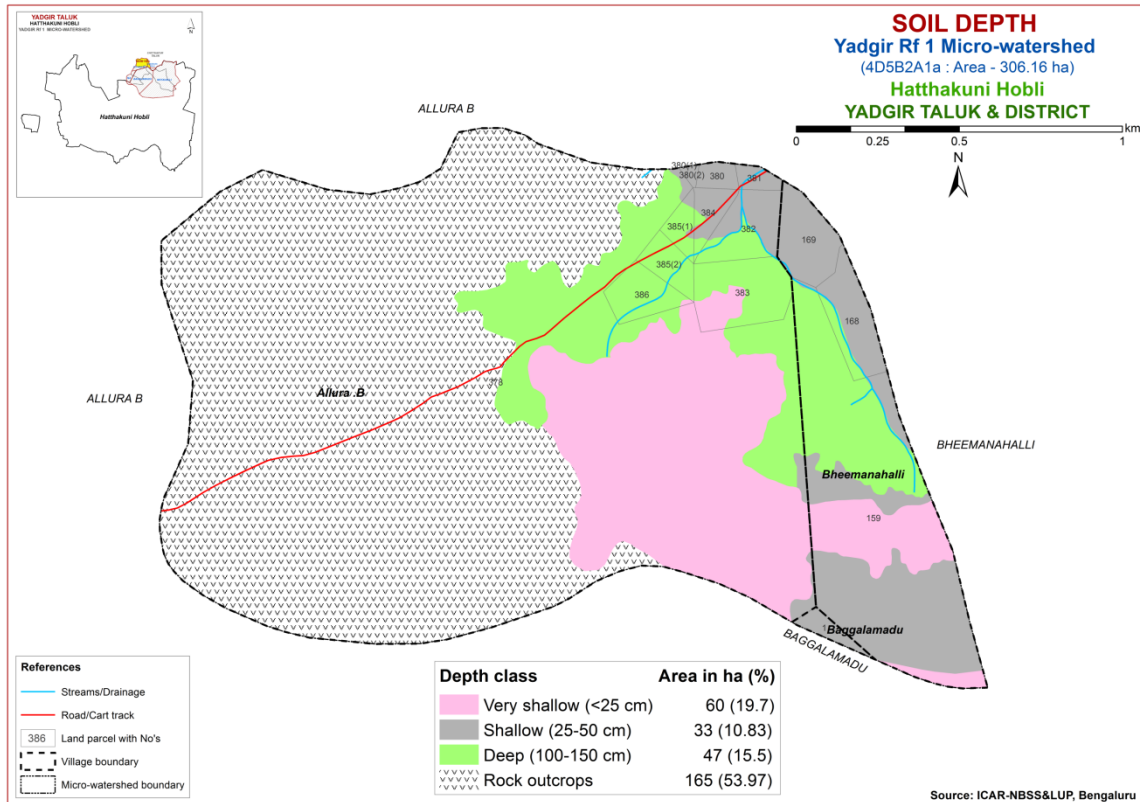 YADGIR TALUK
HATTHAKUNI HOBLI
YADGIR Rf 1 MICRO-WATERSHED
N
Hatthakuni Hobli
SOIL DEPTH
Yadgir Rf 1 Micro-watershed
(4D5B2A1a : Area - 306.16 ha)
Hatthakuni Hobli
YADGIR TALUK & DISTRICT
km
0 0.25 0.5 1
N
ALLURA B
380(1)
380(2) 380 381
384
385(1) 382
169
385(2)
386 383
168
378
Allura .B
ALLURA B
BHEEMANAHALLI
Bheemanahalli
159
Baggalamadu
BAGGALAMADU
References
Streams/Drainage
Road/Cart track
386 Land parcel with No's
Village boundary
Micro-watershed boundary
Depth class Area in ha (%)
Very shallow (<25 cm) 60 (19.7)
Shallow (25-50 cm) 33 (10.83)
Deep (100-150 cm) 47 (15.5)
Rock outcrops 165 (53.97)
Source: ICAR-NBSS&LUP, Bengaluru